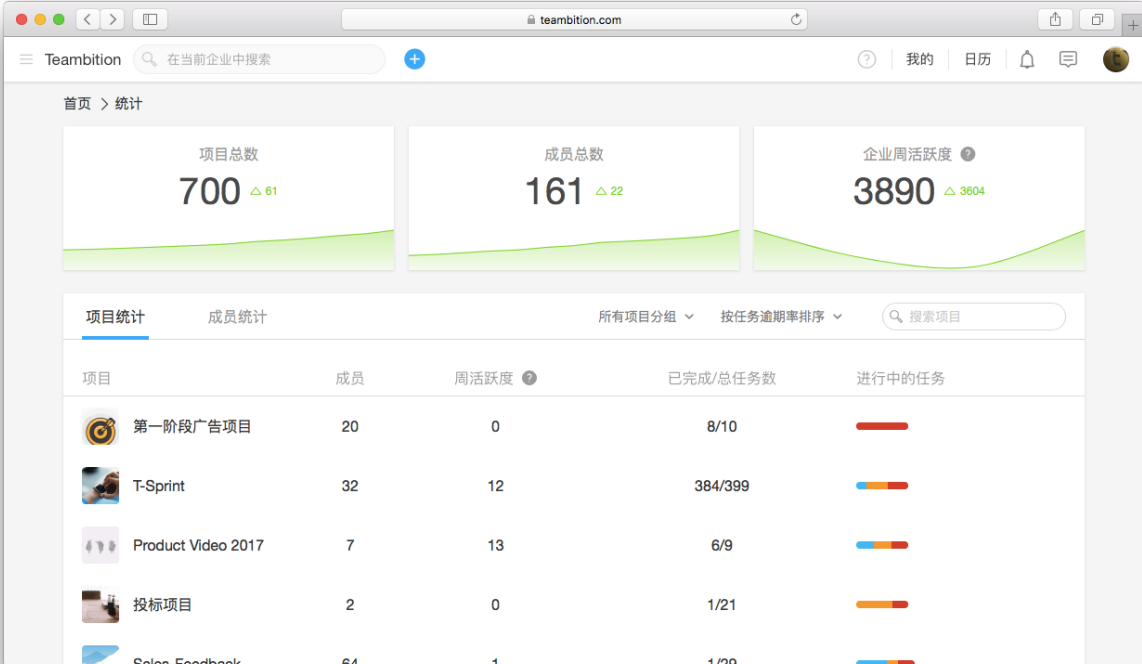 teambition.com
Teambition 在当前企业中搜索 ? 我的 日历
首页 > 统计
项目总数 成员总数 企业周活跃度 ?
700 △ 61 161 △ 22 3890 △ 3604
项目统计 成员统计 所有项目分组 按任务逾期率排序 搜索项目
项目 成员 周活跃度 ? 已完成/总任务数 进行中的任务
第一阶段广告项目 20 0 8/10
T-Sprint 32 12 384/399
Product Video 2017 7 13 6/9
投标项目 2 0 1/21
Sales-Feedback 64 1 1/29